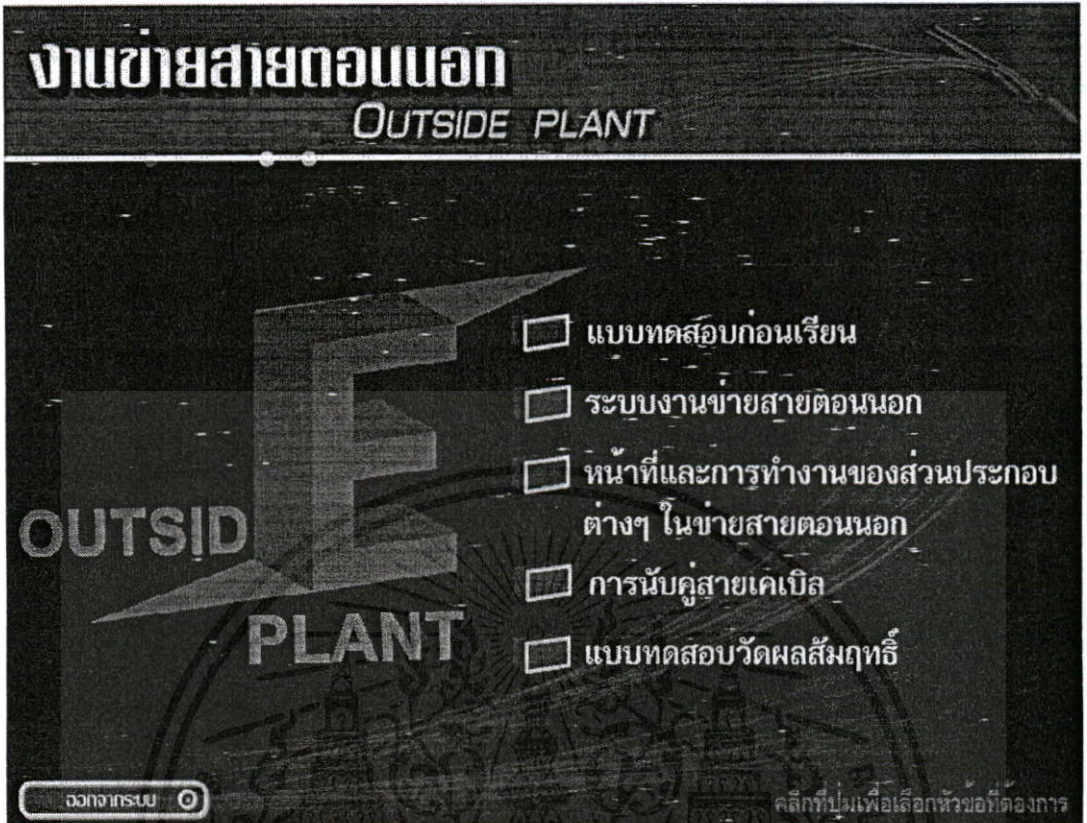 งานข่ายสายตอนนอก
OUTSIDE PLANT
แบบทดสอบก่อนเรียน
ระบบงานข่ายสายตอนนอก
หน้าที่และการทำงานของส่วนประกอบ
ต่างๆ ในข่ายสายตอนนอก
การนับคู่สายเคเบิล
แบบทดสอบวัดผลสัมฤทธิ์
OUTSIDE
PLANT
ออกจากระบบ
คลิกที่ปุ่มเพื่อเลือกหัวข้อที่ต้องการ